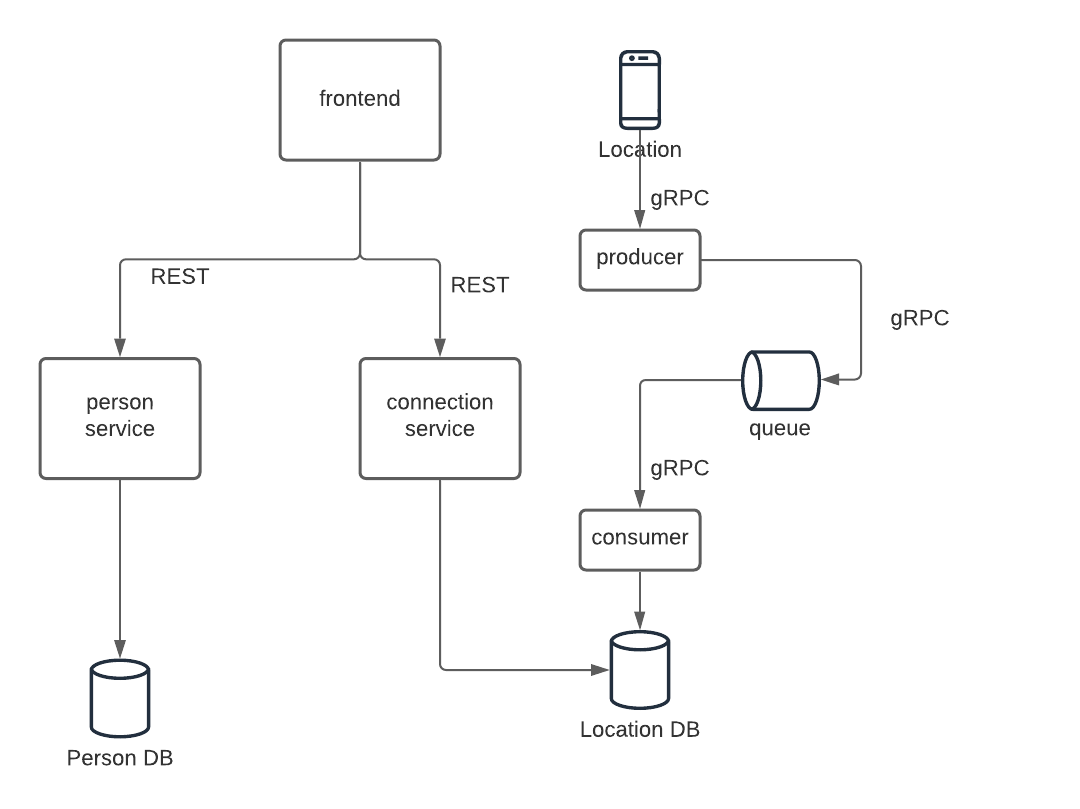 frontend
Location
gRPC
producer
REST
REST
gRPC
person
service
connection
service
queue
gRPC
consumer
Location DB
Person DB